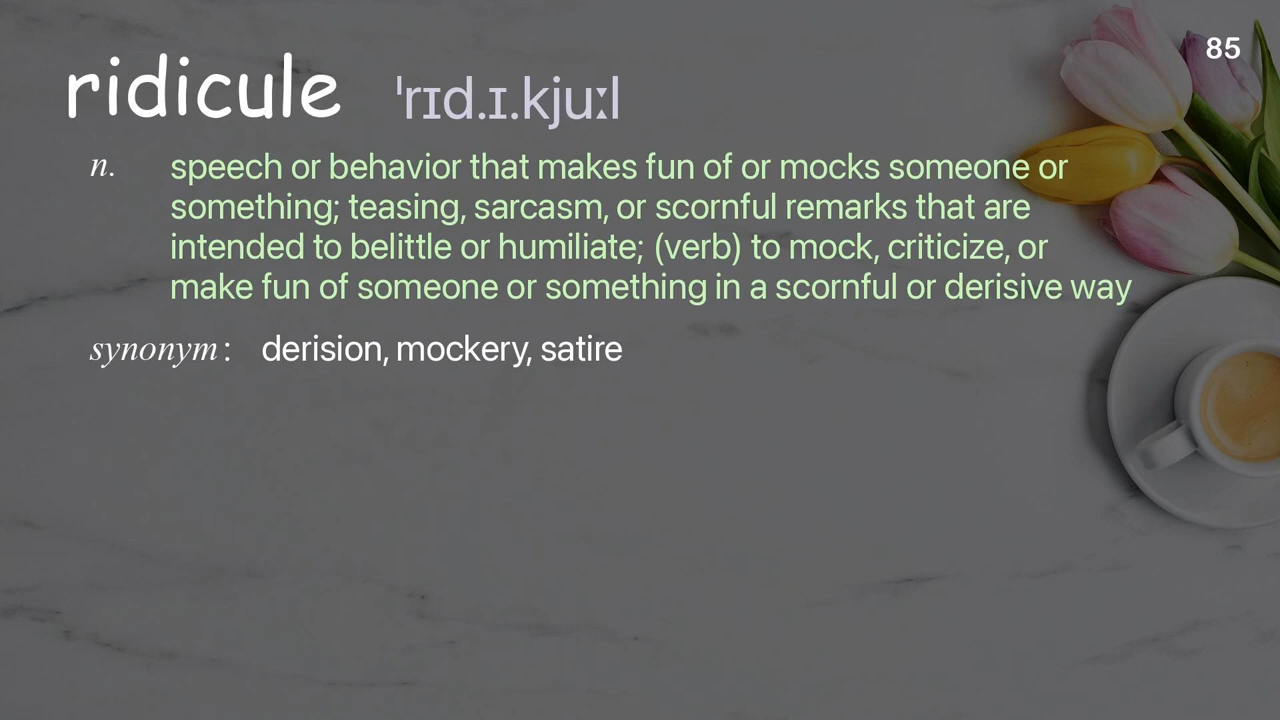 85
ridicule ˈrɪd.ɪ.kjuːl
n. speech or behavior that makes fun of or mocks someone or
something; teasing, sarcasm, or scornful remarks that are
intended to belittle or humiliate; (verb) to mock, criticize, or
make fun of someone or something in a scornful or derisive way
synonym: derision, mockery, satire